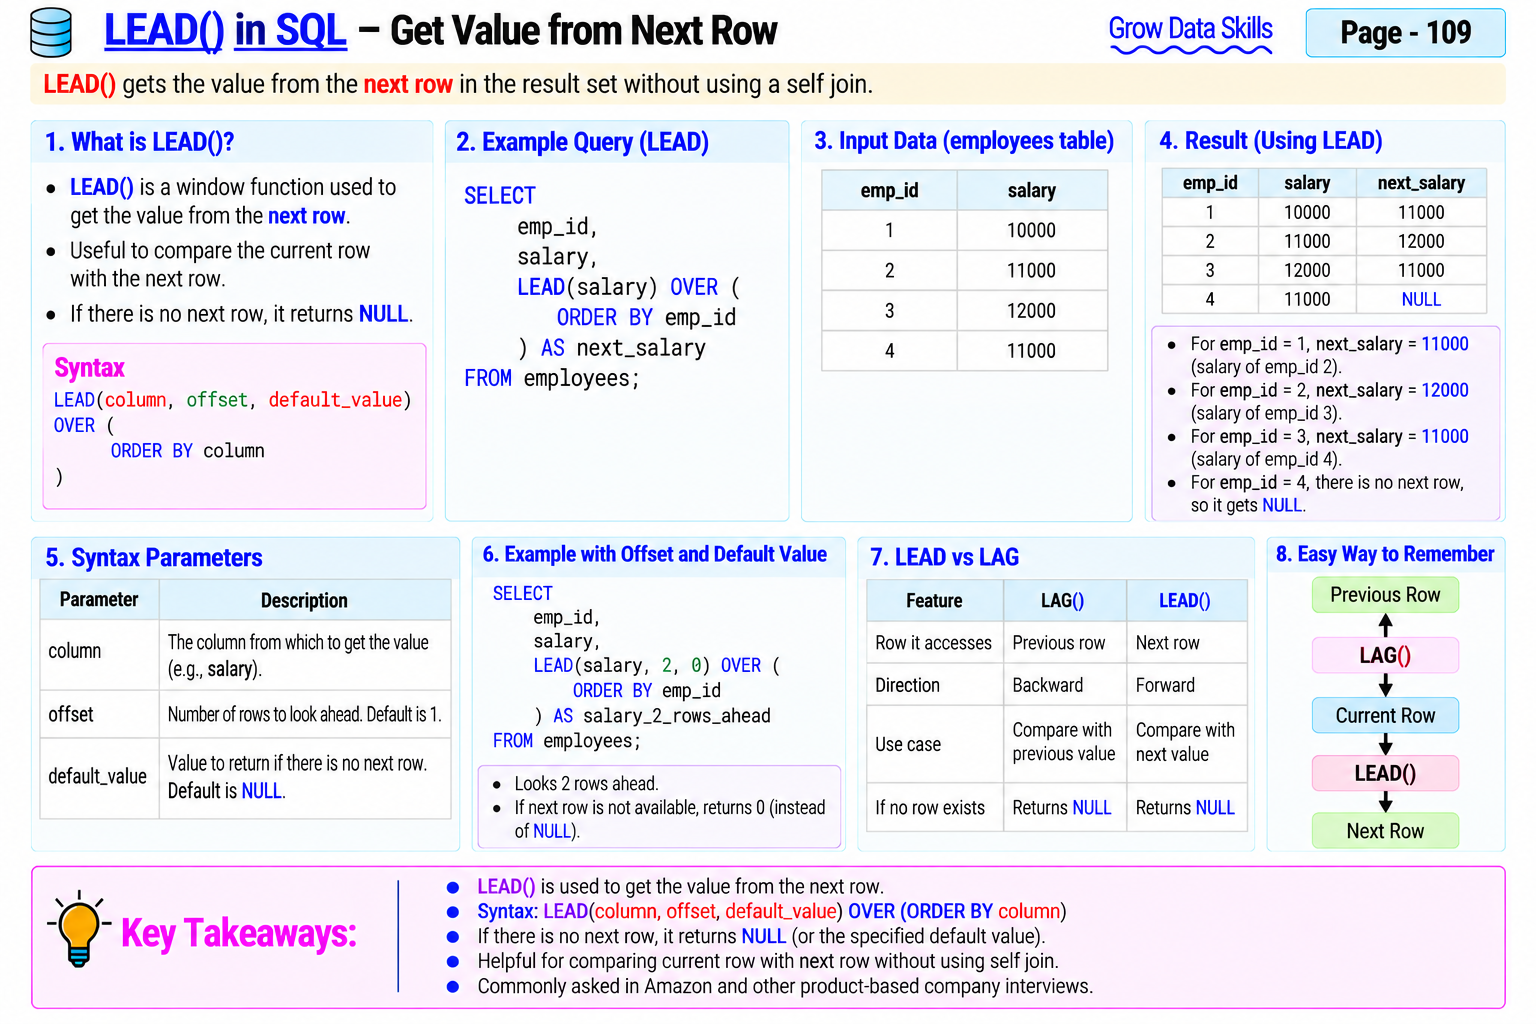 LEAD() in SQL – Get Value from Next Row
Grow Data Skills
Page - 109
LEAD() gets the value from the next row in the result set without using a self join.
1. What is LEAD()?
• LEAD() is a window function used to
get the value from the next row.
• Useful to compare the current row
with the next row.
• If there is no next row, it returns NULL.
Syntax
LEAD(column, offset, default_value)
OVER (
ORDER BY column
)
2. Example Query (LEAD)
SELECT
emp_id,
salary,
LEAD(salary) OVER (
ORDER BY emp_id
) AS next_salary
FROM employees;
3. Input Data (employees table)
emp_id salary
1 10000
2 11000
3 12000
4 11000
4. Result (Using LEAD)
emp_id salary next_salary
1 10000 11000
2 11000 12000
3 12000 11000
4 11000 NULL
• For emp_id = 1, next_salary = 11000
(salary of emp_id 2).
• For emp_id = 2, next_salary = 12000
(salary of emp_id 3).
• For emp_id = 3, next_salary = 11000
(salary of emp_id 4).
• For emp_id = 4, there is no next row,
so it gets NULL.
5. Syntax Parameters
Parameter Description
column The column from which to get the value
(e.g., salary).
offset Number of rows to look ahead. Default is 1.
default_value Value to return if there is no next row.
Default is NULL.
6. Example with Offset and Default Value
SELECT
emp_id,
salary,
LEAD(salary, 2, 0) OVER (
ORDER BY emp_id
) AS salary_2_rows_ahead
FROM employees;
• Looks 2 rows ahead.
• If next row is not available, returns 0 (instead
of NULL).
7. LEAD vs LAG
Feature LAG() LEAD()
Row it accesses Previous row Next row
Direction Backward Forward
Use case Compare with previous value Compare with next value
If no row exists Returns NULL Returns NULL
8. Easy Way to Remember
Previous Row
LAG()
Current Row
LEAD()
Next Row
Key Takeaways:
• LEAD() is used to get the value from the next row.
• Syntax: LEAD(column, offset, default_value) OVER (ORDER BY column)
• If there is no next row, it returns NULL (or the specified default value).
• Helpful for comparing current row with next row without using self join.
• Commonly asked in Amazon and other product-based company interviews.